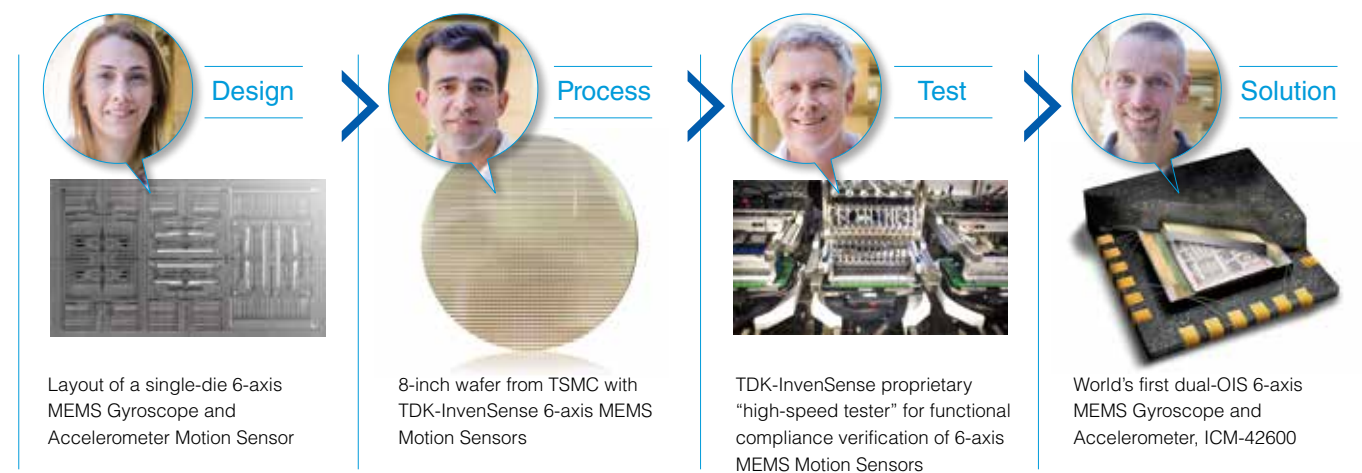 Design
Process
Test
Solution
Layout of a single-die 6-axis
MEMS Gyroscope and
Accelerometer Motion Sensor
8-inch wafer from TSMC with
TDK-InvenSense 6-axis MEMS
Motion Sensors
TDK-InvenSense proprietary
“high-speed tester” for functional
compliance verification of 6-axis
MEMS Motion Sensors
World’s first dual-OIS 6-axis
MEMS Gyroscope and
Accelerometer, ICM-42600